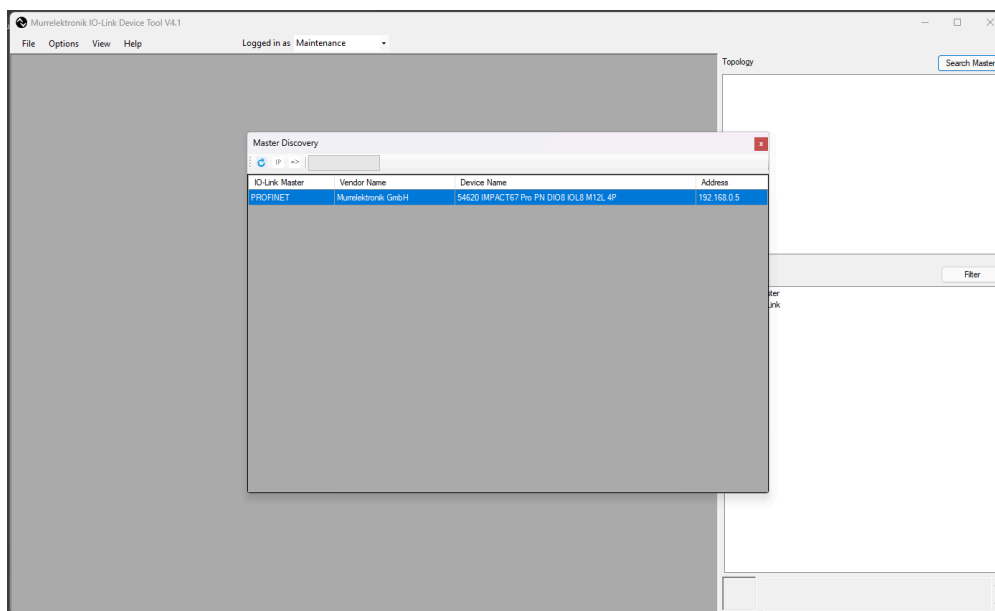 Murrelektronik IO-Link Device Tool V4.1
File Options View Help Logged in as Maintenance
Topology Search Master
Master Discovery
IP =>
IO-Link Master Vendor Name Device Name Address
PROFINET Murrelektronik GmbH 54620 IMPACT67 Pro PN DIO8 IOL8 M12L 4P 192.168.0.5
Filter
ter
Link